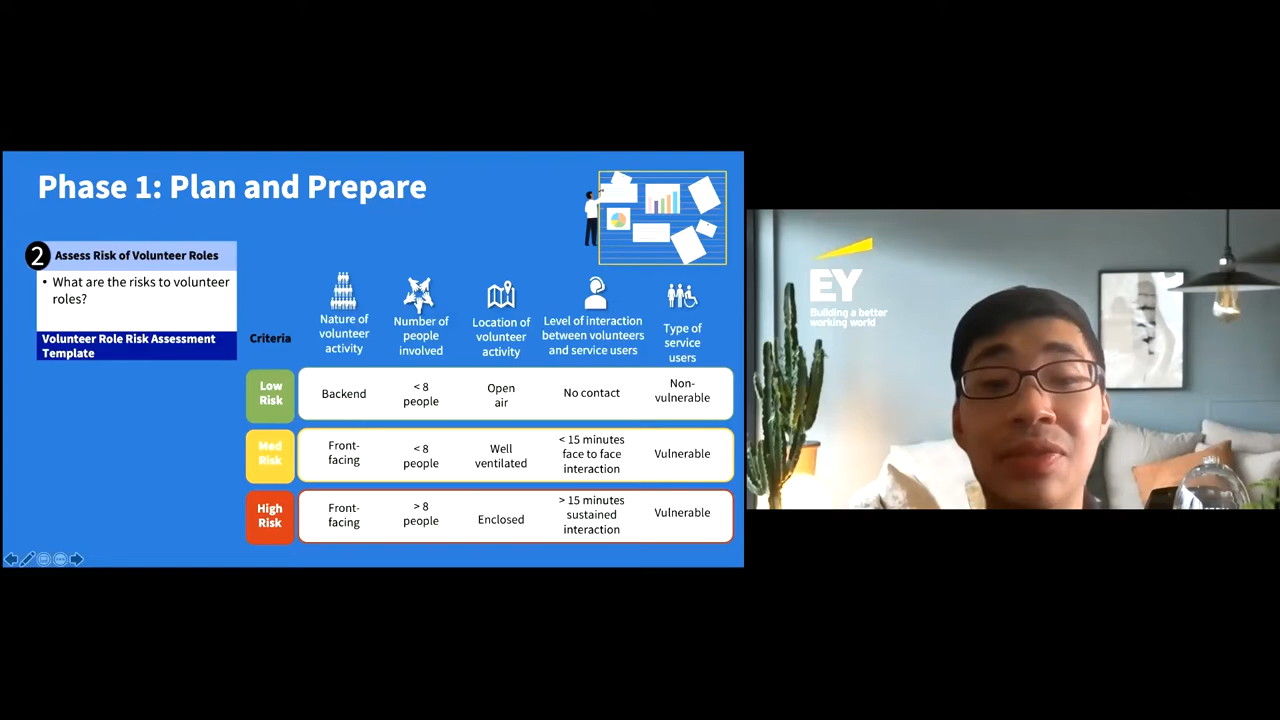 Phase 1: Plan and Prepare
2 Assess Risk of Volunteer Roles
• What are the risks to volunteer
roles?
Volunteer Role Risk Assessment
Template
Criteria
Nature of
volunteer
activity
Number of
people
involved
Location of
volunteer
activity
Level of interaction
between volunteers
and service users
Type of
service
users
Low
Risk
Backend
< 8
people
Open
air
No contact
Non-
vulnerable
Med
Risk
Front-
facing
< 8
people
Well
ventilated
< 15 minutes
face to face
interaction
Vulnerable
High
Risk
Front-
facing
> 8
people
Enclosed
> 15 minutes
sustained
interaction
Vulnerable
EY
Building a better
working world